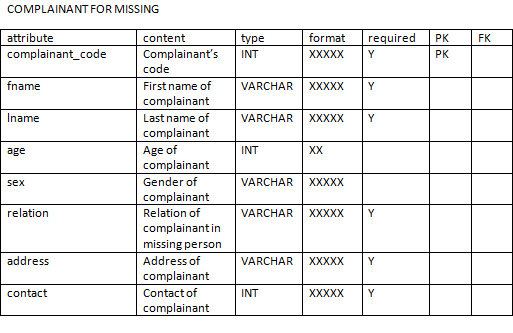 COMPLAINANT FOR MISSING
attribute content type format required PK FK
complainant_code Complainant's code INT XXXXX Y PK
fname First name of complainant VARCHAR XXXXX Y
lname Last name of complainant VARCHAR XXXXX Y
age Age of complainant INT XX
sex Gender of complainant VARCHAR XXXXX
relation Relation of complainant in missing person VARCHAR XXXXX Y
address Address of complainant VARCHAR XXXXX Y
contact Contact of complainant INT XXXXX Y